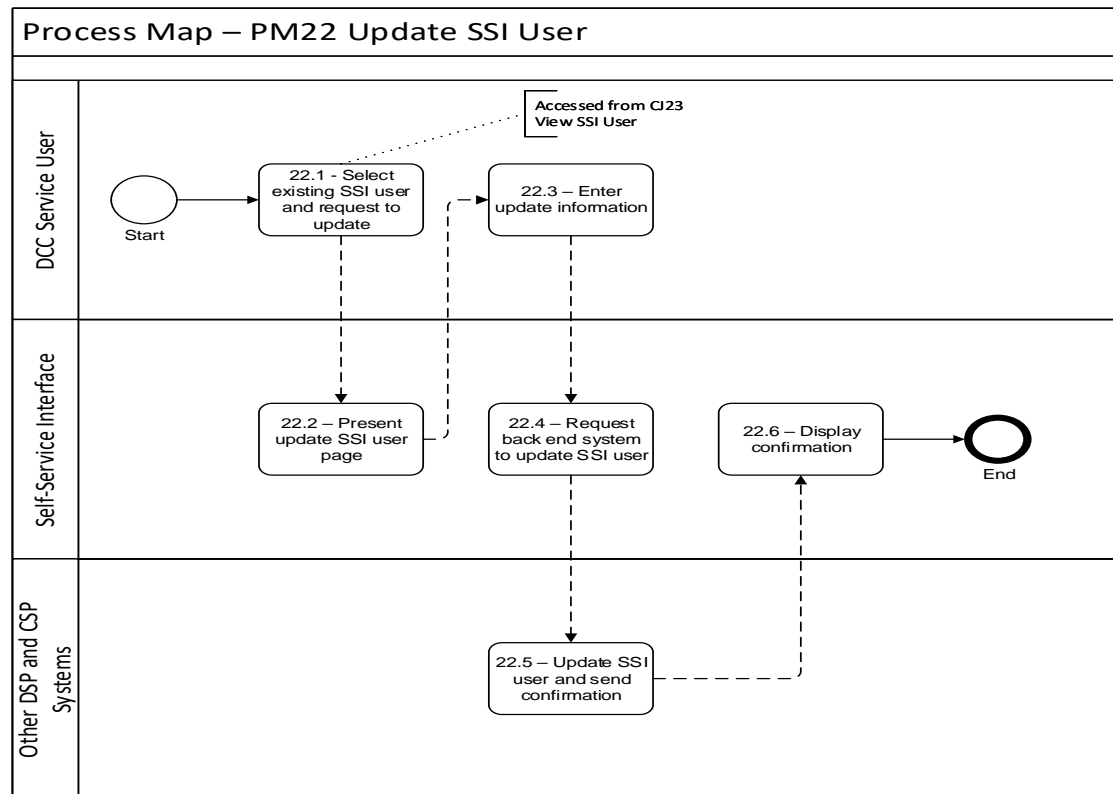 Process Map – PM22 Update SSI User
DCC Service User
Accessed from CJ23
View SSI User
Start
22.1 - Select
existing SSI user
and request to
update
22.3 – Enter
update information
Self-Service Interface
22.2 – Present
update SSI user
page
22.4 – Request
back end system
to update SSI user
22.6 – Display
confirmation
End
Other DSP and CSP
Systems
22.5 – Update SSI
user and send
confirmation